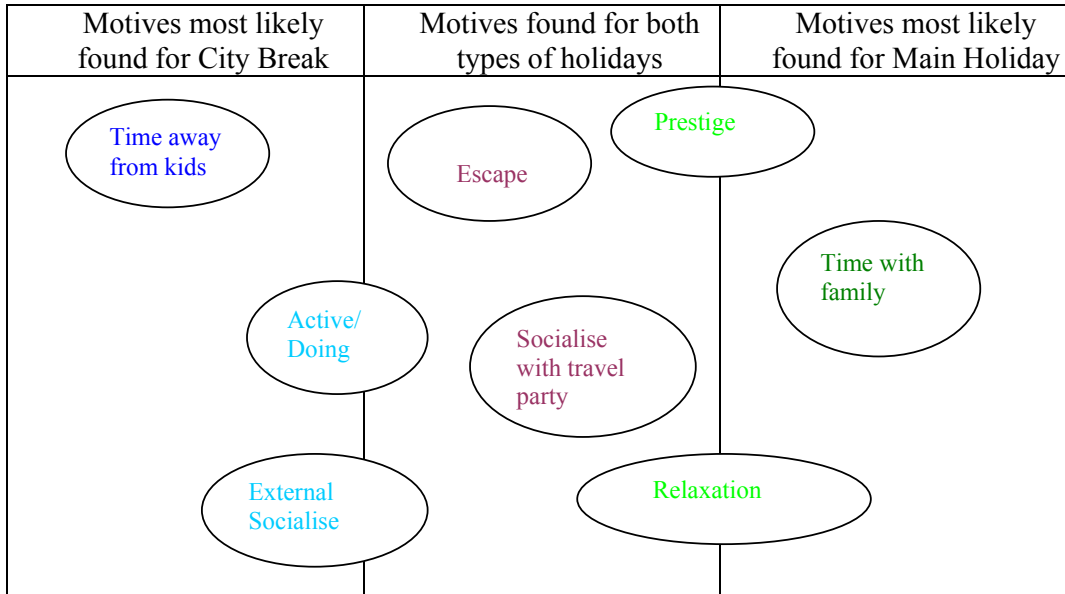 Motives most likely
found for City Break
Motives found for both
types of holidays
Motives most likely
found for Main Holiday
Time away
from kids
Escape
Prestige
Time with
family
Active/
Doing
Socialise
with travel
party
External
Socialise
Relaxation